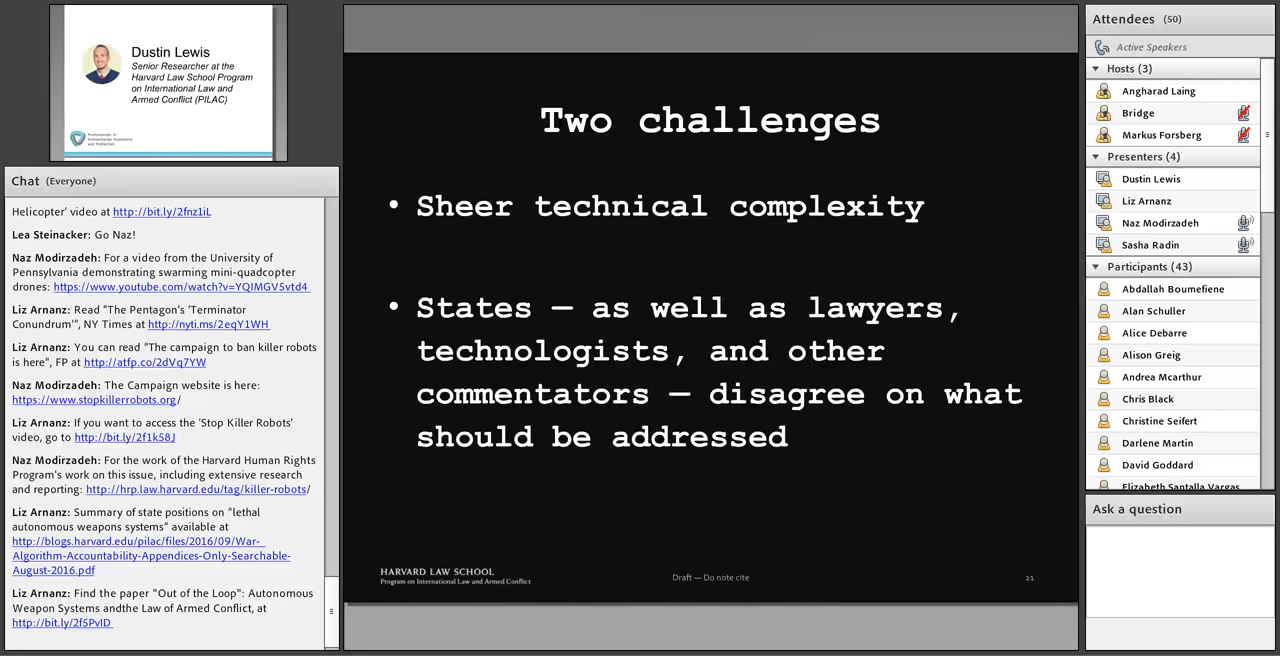 Dustin Lewis
Senior Researcher at the
Harvard Law School Program
on International Law and
Armed Conflict (PILAC)
Professionals in
Humanitarian Assistance
and Protection
Chat (Everyone)
Helicopter' video at http://bit.ly/2fnz1iL
Lea Steinacker: Go Naz!
Naz Modirzadeh: For a video from the University of
Pennsylvania demonstrating swarming mini-quadcopter
drones: https://www.youtube.com/watch?v=YQIMGV5vtd4
Liz Arnanz: Read "The Pentagon's 'Terminator
Conundrum'", NY Times at http://nyti.ms/2eqY1WH
Liz Arnanz: You can read "The campaign to ban killer robots
is here", FP at http://atfp.co/2dVq7YW
Naz Modirzadeh: The Campaign website is here:
https://www.stopkillerrobots.org/
Liz Arnanz: If you want to access the 'Stop Killer Robots'
video, go to http://bit.ly/2f1k58J
Naz Modirzadeh: For the work of the Harvard Human Rights
Program's work on this issue, including extensive research
and reporting: http://hrp.law.harvard.edu/tag/killer-robots/
Liz Arnanz: Summary of state positions on "lethal
autonomous weapons systems" available at
http://blogs.harvard.edu/pilac/files/2016/09/War-
Algorithm-Accountability-Appendices-Only-Searchable-
August-2016.pdf
Liz Arnanz: Find the paper "Out of the Loop": Autonomous
Weapon Systems andthe Law of Armed Conflict, at
http://bit.ly/2f5PvID
Two challenges
• Sheer technical complexity
• States — as well as lawyers,
technologists, and other
commentators — disagree on what
should be addressed
HARVARD LAW SCHOOL
Program on International Law and Armed Conflict
Draft — Do note cite
21
Attendees (50)
Active Speakers
Hosts (3)
Angharad Laing
Bridge
Markus Forsberg
Presenters (4)
Dustin Lewis
Liz Arnanz
Naz Modirzadeh
Sasha Radin
Participants (43)
Abdallah Boumefiene
Alan Schuller
Alice Debarre
Alison Greig
Andrea Mcarthur
Chris Black
Christine Seifert
Darlene Martin
David Goddard
Elizabeth Santalla Vargas
Ask a question